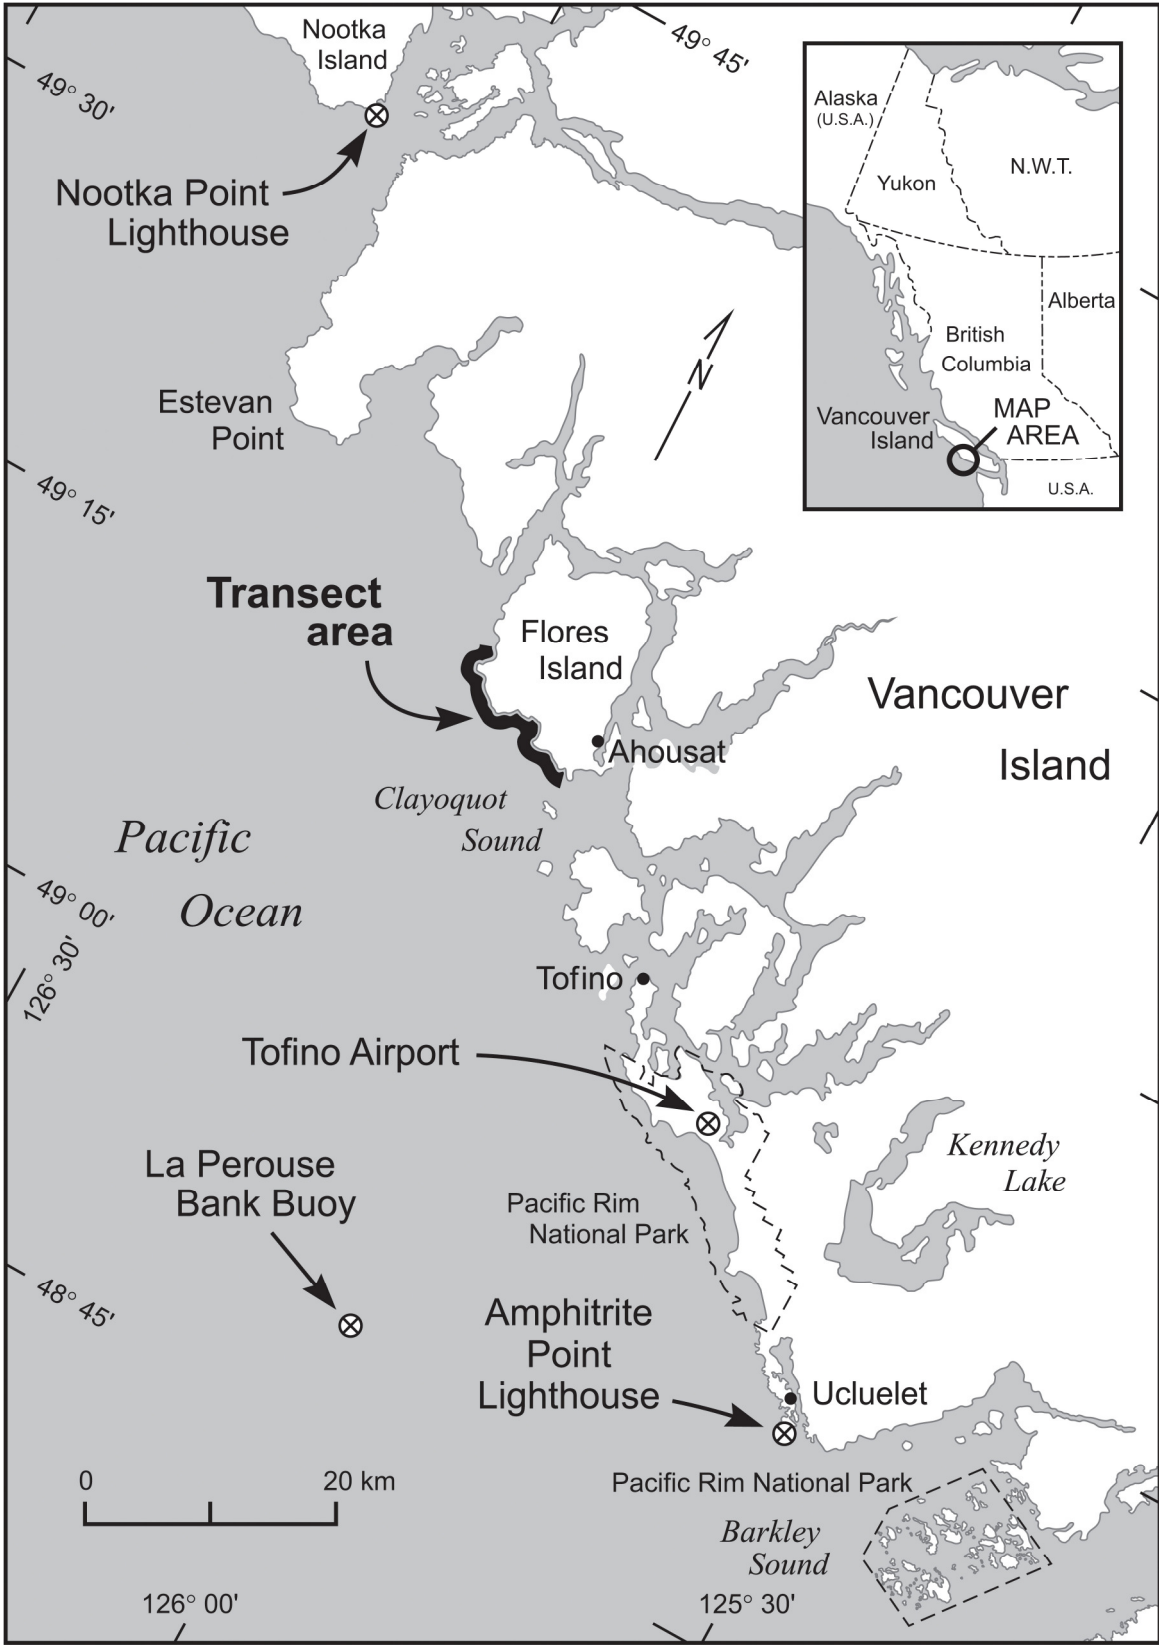 Nootka
Island
49° 45'
49° 30'
Nootka Point
Lighthouse
Alaska
(U.S.A.)
Yukon
N.W.T.
Alberta
British
Columbia
Vancouver
Island
MAP
AREA
U.S.A.
N
Estevan
Point
49° 15'
Transect
area
Flores
Island
Vancouver
Island
Ahousat
Clayoquot
Sound
Pacific
Ocean
49° 00'
126° 30'
Tofino
Tofino Airport
Kennedy
Lake
La Perouse
Bank Buoy
Pacific Rim
National Park
48° 45'
Amphitrite
Point
Lighthouse
Ucluelet
0 20 km
Pacific Rim National Park
Barkley
Sound
126° 00'
125° 30'